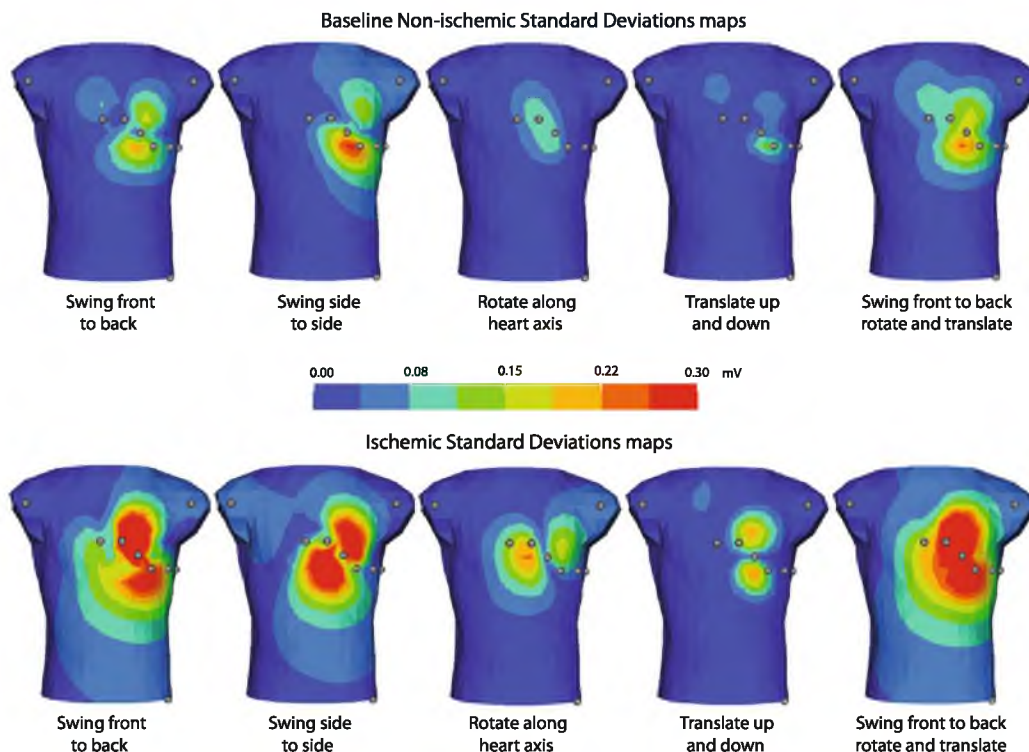 Baseline Non-ischemic Standard Deviations maps
Swing front
to back
Swing side
to side
Rotate along
heart axis
Translate up
and down
Swing front to back
rotate and translate
0.00 0.08 0.15 0.22 0.30 mV
Ischemic Standard Deviations maps
Swing front
to back
Swing side
to side
Rotate along
heart axis
Translate up
and down
Swing front to back
rotate and translate